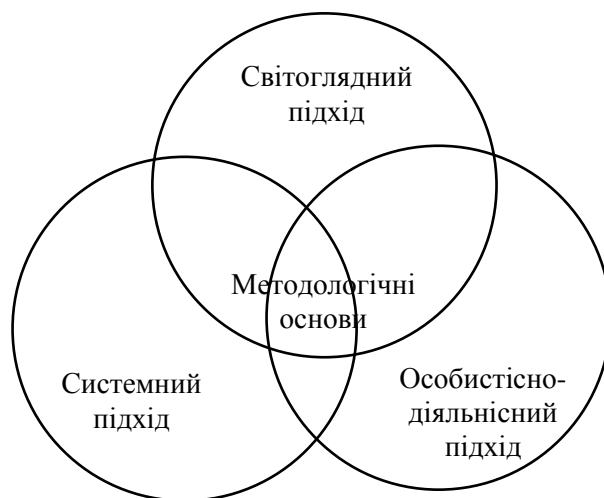 Світоглядний
підхід
Методологічні
основи
Системний
підхід
Особистісно-
діяльнісний
підхід